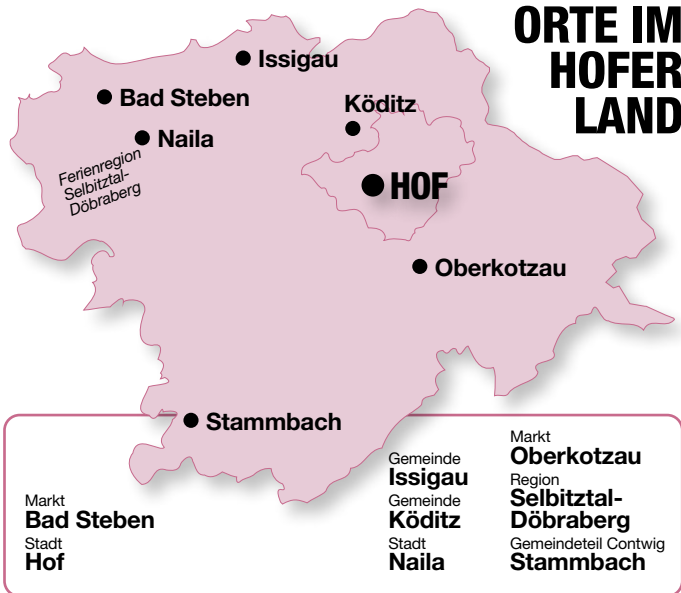 ORTE IM
HOFER
LAND
Issigau
Bad Steben
Köditz
Naila
Ferienregion
Selbitztal-
Döbraberg
HOF
Oberkotzau
Stammbach
Markt
Bad Steben
Stadt
Hof
Gemeinde
Issigau
Gemeinde
Köditz
Stadt
Naila
Markt
Oberkotzau
Region
Selbitztal-
Döbraberg
Gemeindeteil Contwig
Stammbach